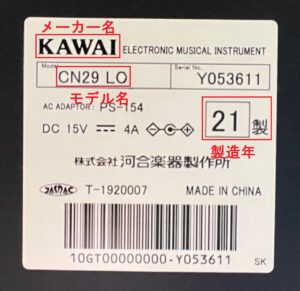 メーカー名
KAWAI ELECTRONIC MUSICAL INSTRUMENT
Model Serial No.
CN29 LO Y053611
モデル名
AC ADAPTOR: PS-154
DC 15V 4A
21 製
製造年
株式会社 河合楽器製作所
JASRAC T-1920007 MADE IN CHINA
10GT00000000-Y053611
SK